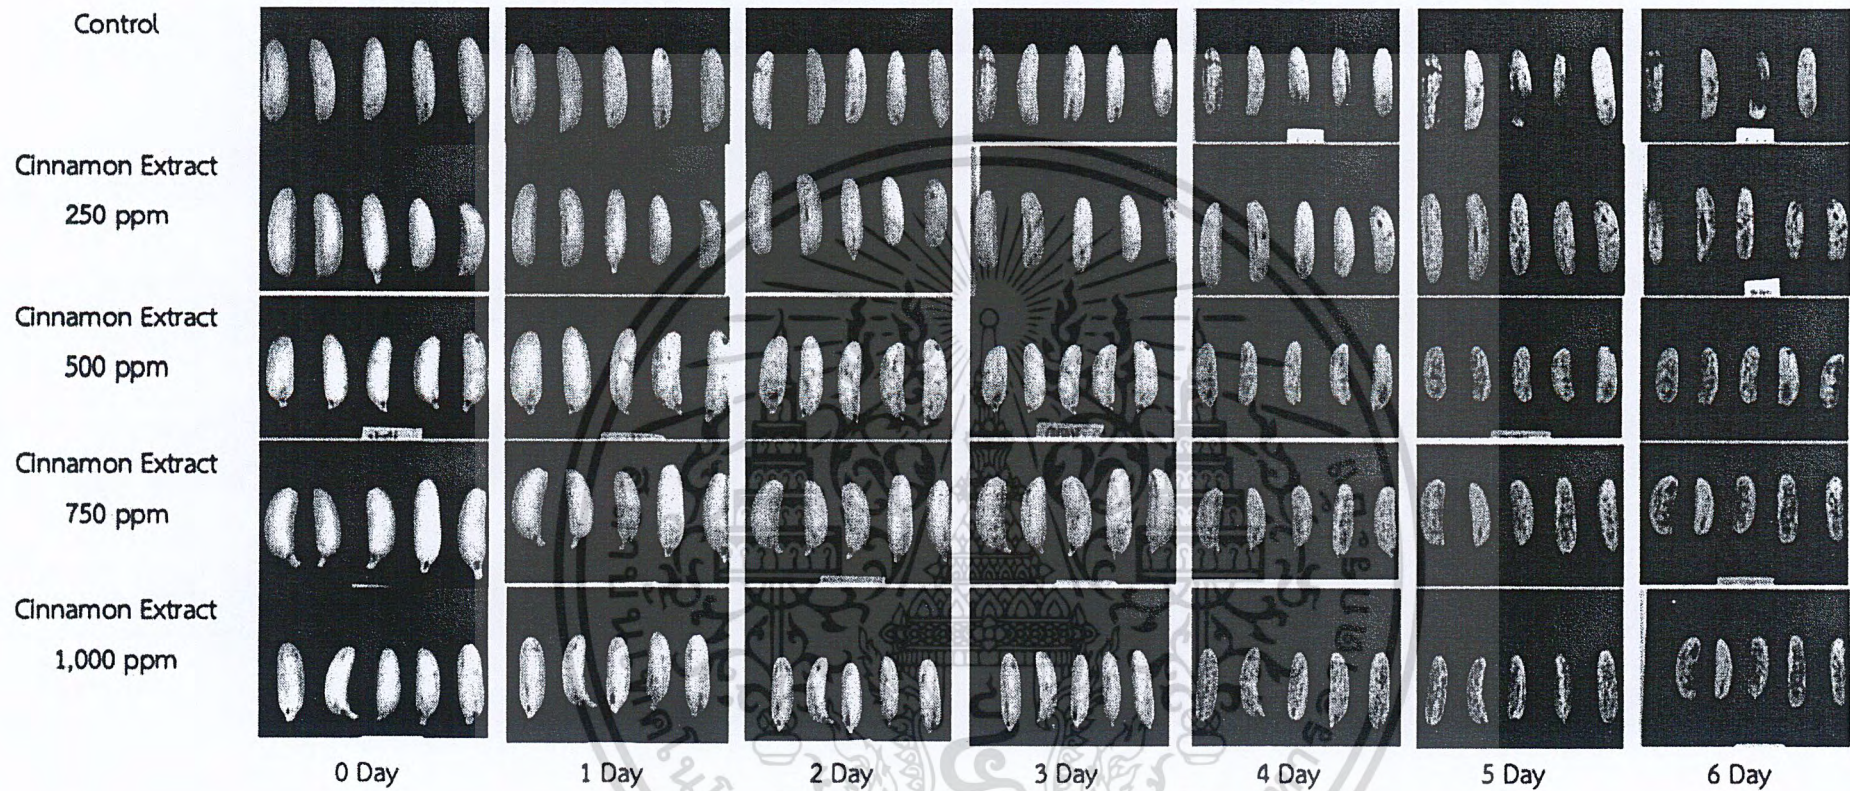 Control
Cinnamon Extract
250 ppm
Cinnamon Extract
500 ppm
Cinnamon Extract
750 ppm
Cinnamon Extract
1,000 ppm
0 Day
1 Day
2 Day
3 Day
4 Day
5 Day
6 Day